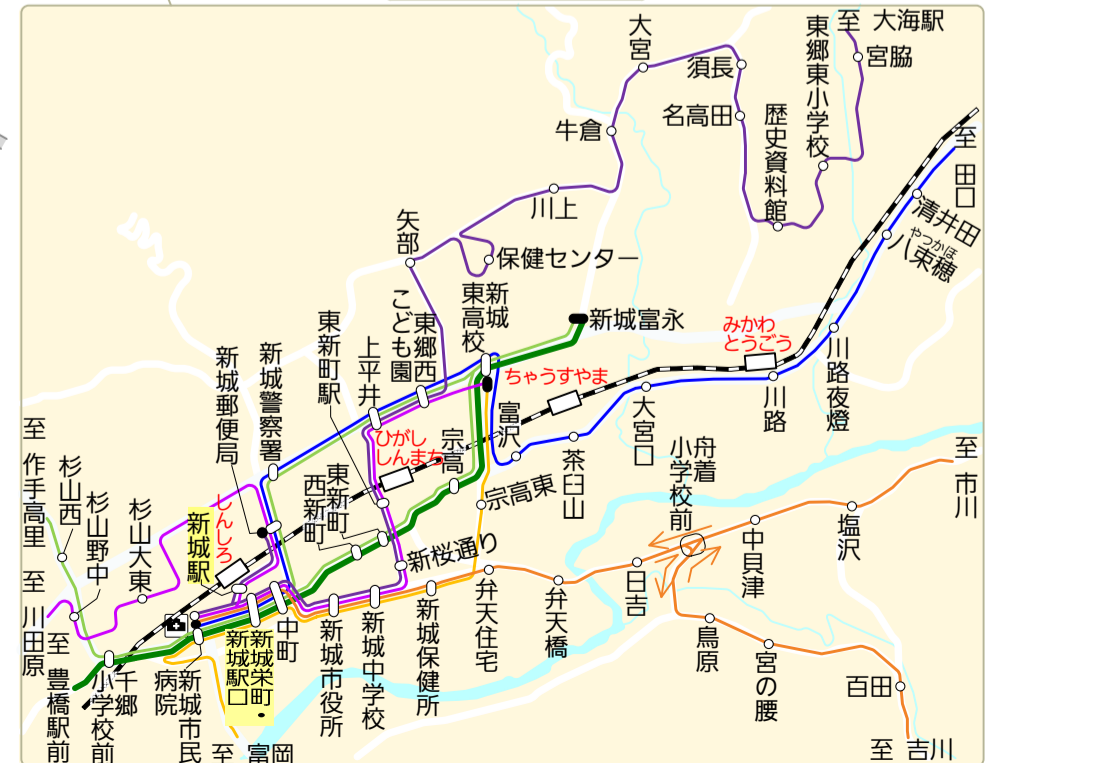 至 大海駅
宮脇
東郷東小学校
大宮
須長
名高田
歴史資料館
牛倉
川上
矢部
保健センター
至 田口
清井田
やつかほ
八束穂
新城
東高校
新城富永
みかわ
とうごう
こども園
東郷西
東新町駅
上平井
新城警察署
新城郵便局
ちゃうすやま
川路夜燈
川路
大宮口
富沢
茶臼山
ひがし
しんまち
宗高
宗高東
東新町
西新町
至 作手高里
杉山西
杉山野中
杉山大東
しんしろ
新城駅
新桜通り
舟着
小学校前
至 市川
塩沢
中貝津
日吉
弁天橋
弁天住宅
新城保健所
新城中学校
新城市役所
中町
新城栄町
新城駅口
新城市民
病院
千郷
小学校前
至 川田原
至 豊橋駅前
至 富岡
鳥原
宮の腰
百田
至 吉川